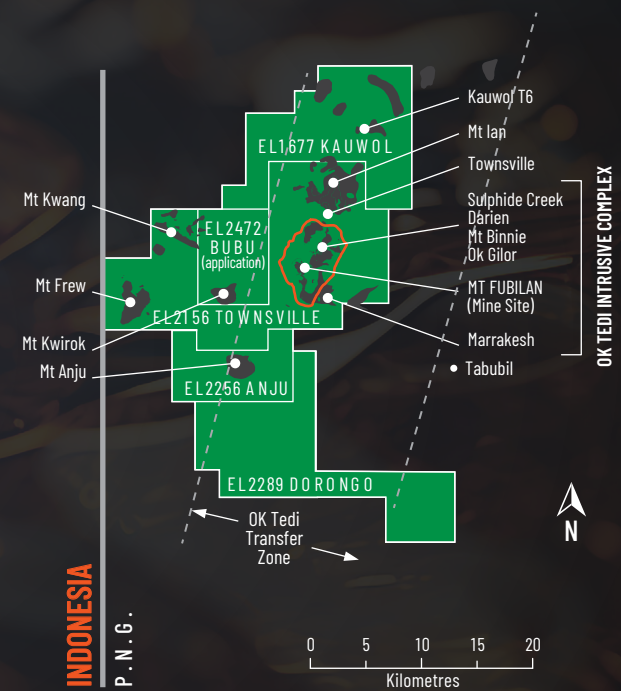 Kauwol T6
Mt Ian
Townsville
Sulphide Creek
Darien
Mt Binnie
Ok Gilor
MT FUBILAN
(Mine Site)
Marrakesh
Tabubil
OK TEDI INTRUSIVE COMPLEX
EL1677 KAUWOL
Mt Kwang
EL2472
BUBU
(application)
Mt Frew
EL2156 TOWNSVILLE
Mt Kwirok
Mt Anju
EL2256 ANJU
EL2289 DORONGO
OK Tedi
Transfer
Zone
N
INDONESIA
P.N.G.
0 5 10 15 20
Kilometres